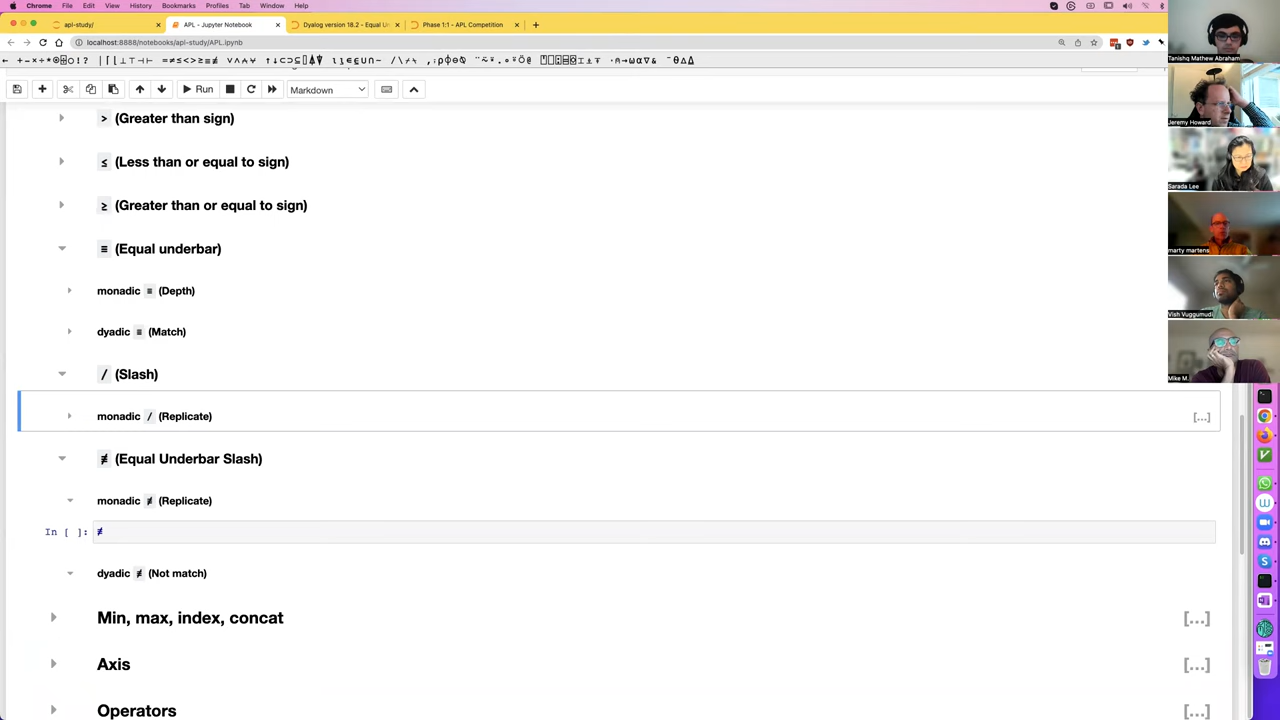 Chrome File Edit View History Bookmarks Profiles Tab Window Help
apl-study/ × APL - Jupyter Notebook × Dyalog version 18.2 - Equal Un × Phase 1:1 - APL Competition × +
localhost:8888/notebooks/apl-study/APL.ipynb
Run Markdown
> (Greater than sign)
≤ (Less than or equal to sign)
≥ (Greater than or equal to sign)
≡ (Equal underbar)
monadic ≡ (Depth)
dyadic ≡ (Match)
/ (Slash)
monadic / (Replicate)
[...]
≢ (Equal Underbar Slash)
monadic ≢ (Replicate)
In [ ]: ≢
dyadic ≢ (Not match)
Min, max, index, concat
[...]
Axis
[...]
Operators
[...]
Tanishq Mathew Abraham
Jeremy Howard
Sarada Lee
marty martens
Vish Vuggumudi
Mike M.